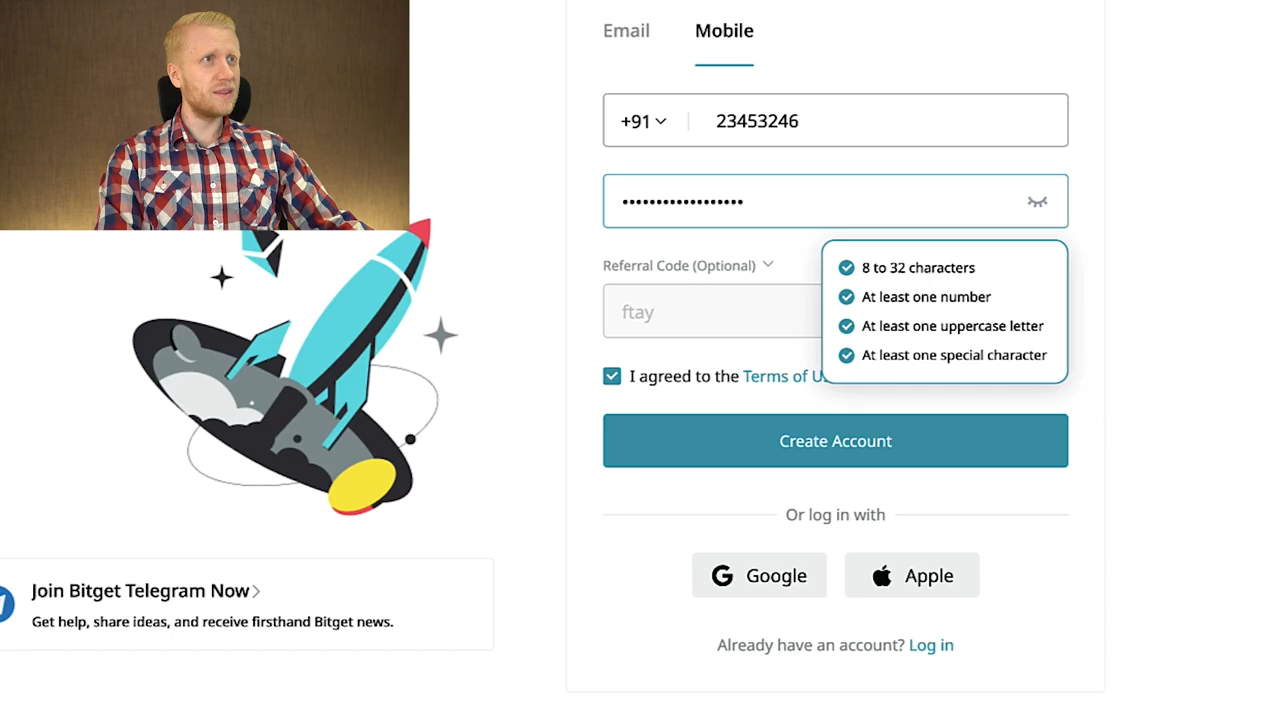 Email Mobile
+91 23453246
••••••••••••••••••
Referral Code (Optional)
8 to 32 characters
At least one number
ftay
At least one uppercase letter
At least one special character
I agreed to the Terms of
Create Account
Or log in with
Google Apple
Already have an account? Log in
Join Bitget Telegram Now
Get help, share ideas, and receive firsthand Bitget news.